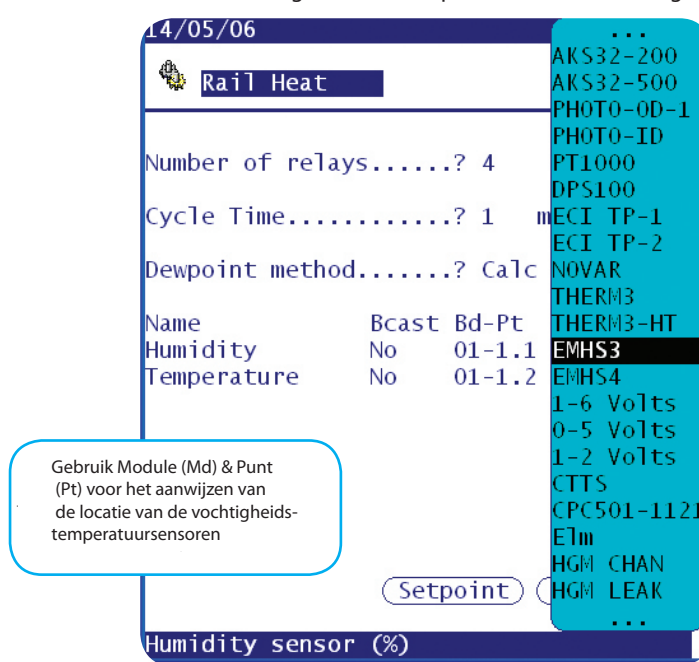 14/05/06
Rail Heat
Number of relays......? 4
Cycle Time............? 1 m
Dewpoint method.......? Calc
Name Bcast Bd-Pt
Humidity No 01-1.1
Temperature No 01-1.2
Gebruik Module (Md) & Punt
(Pt) voor het aanwijzen van
de locatie van de vochtigheids-
temperatuursensoren
Setpoint
Humidity sensor (%)
...
AKS32-200
AKS32-500
PHOTO-OD-1
PHOTO-ID
PT1000
DPS100
ECI TP-1
ECI TP-2
NOVAR
THERM3
THERM3-HT
EMHS3
EMHS4
1-6 Volts
0-5 Volts
1-2 Volts
CTTS
CPC501-1121
Elm
HGM CHAN
HGM LEAK
...